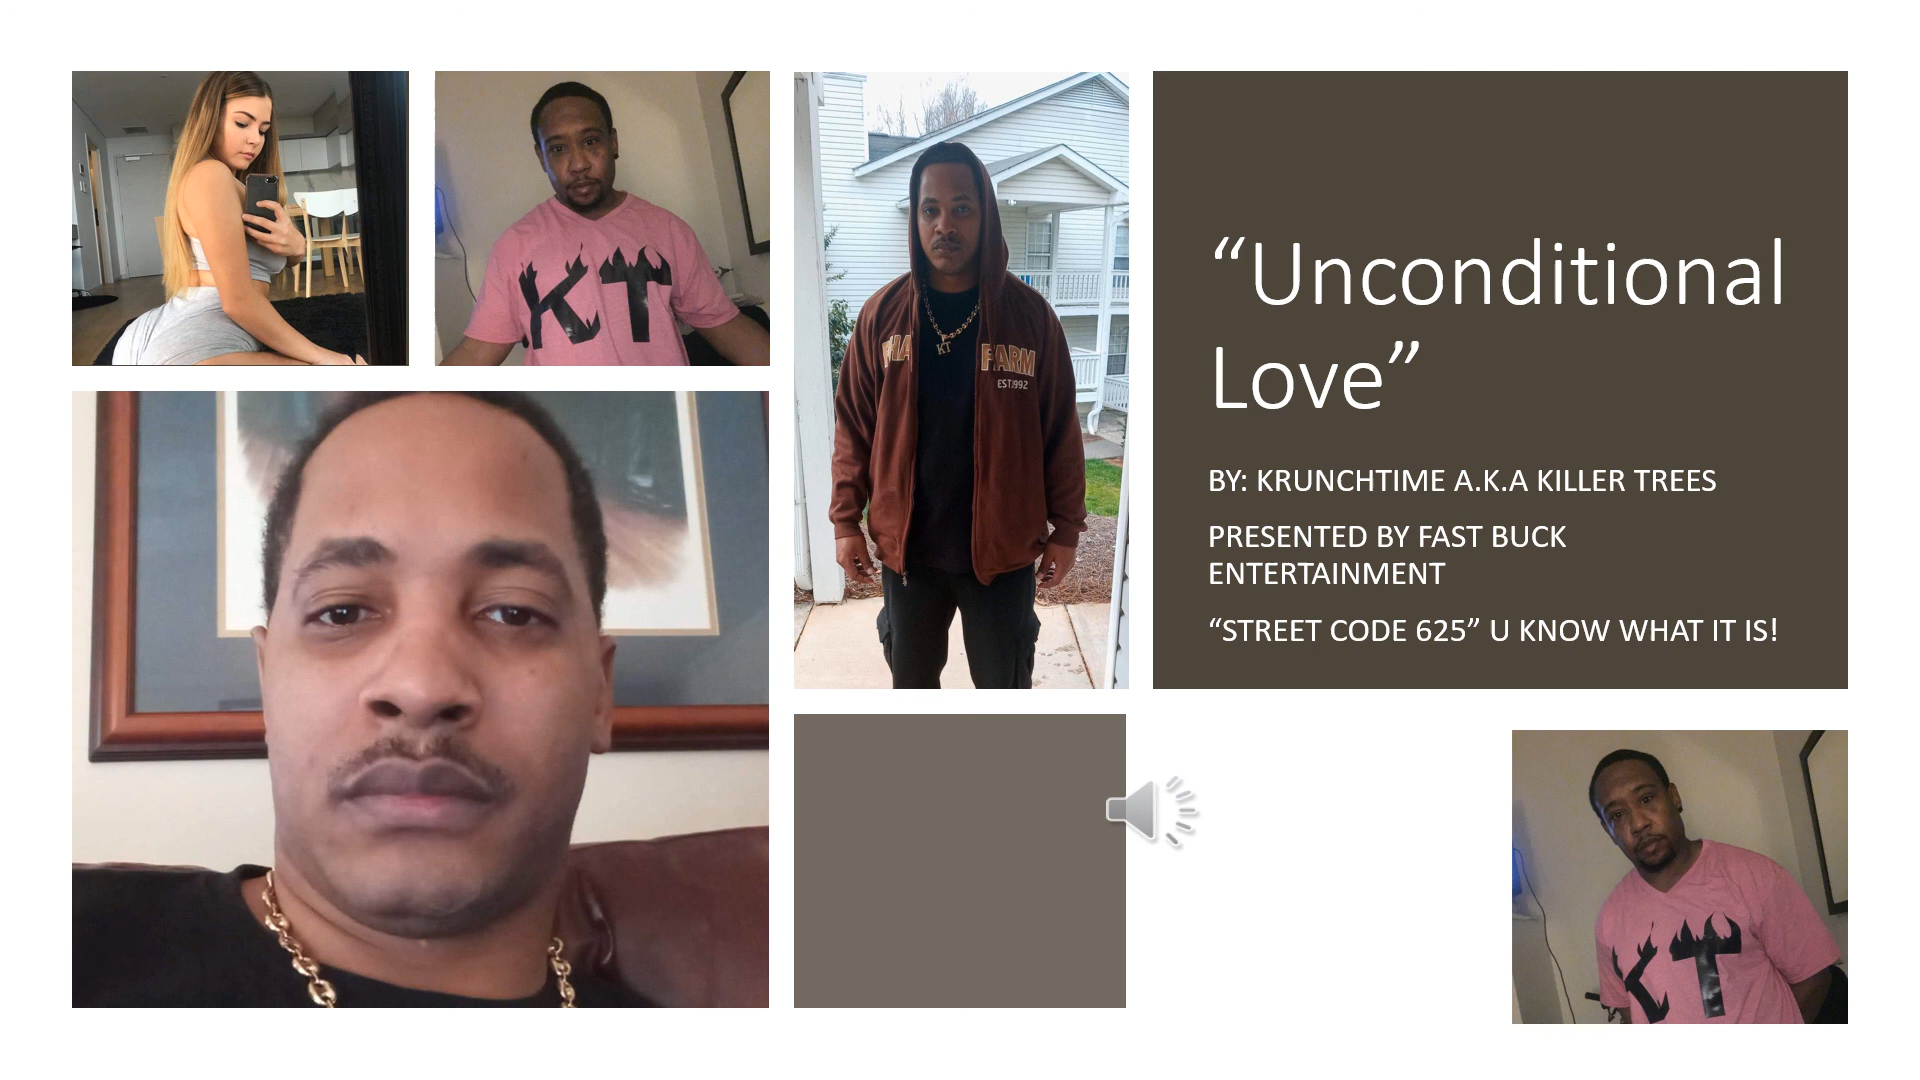 KT
KT
PHA FARM
EST.1992
“Unconditional
Love”
BY: KRUNCHTIME A.K.A KILLER TREES
PRESENTED BY FAST BUCK
ENTERTAINMENT
“STREET CODE 625” U KNOW WHAT IT IS!
KT